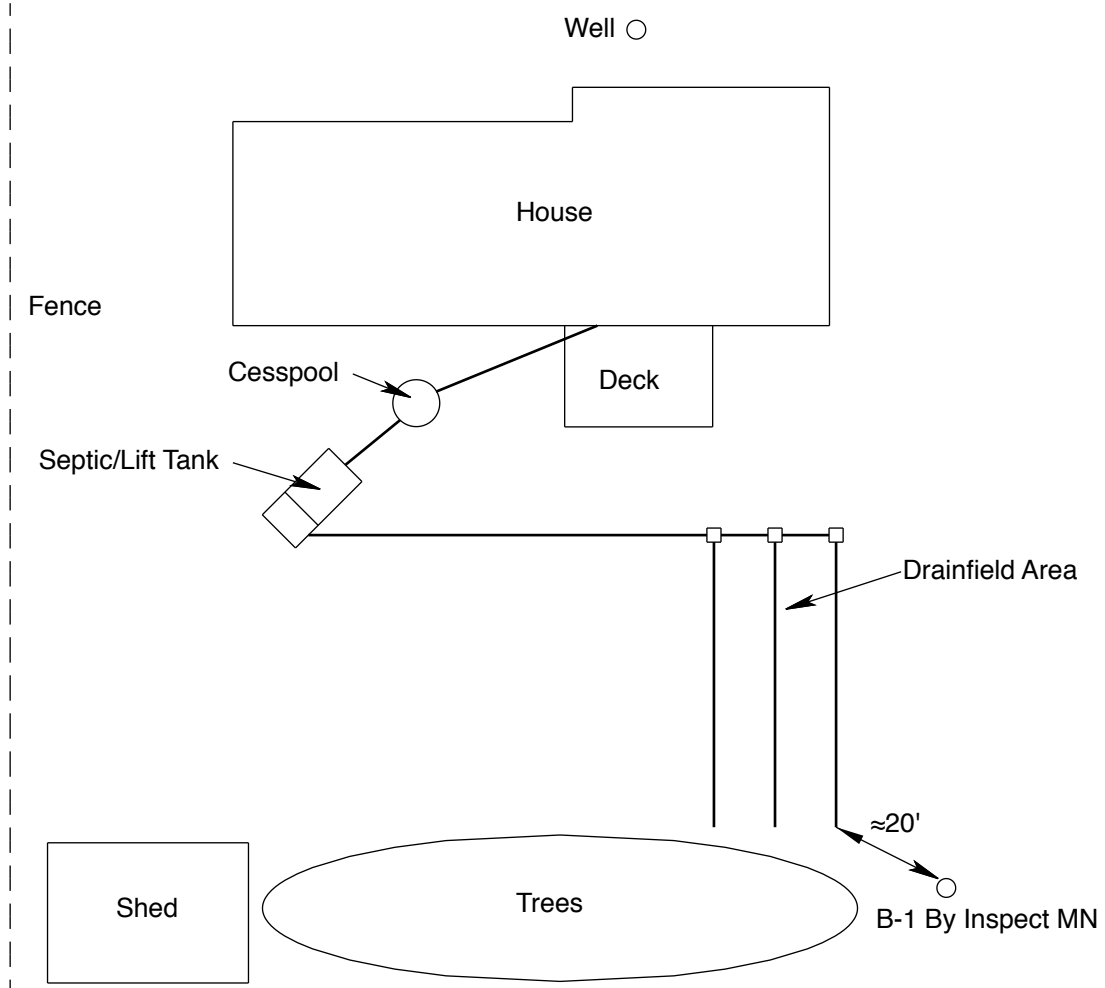 Well
House
Fence
Cesspool
Deck
Septic/Lift Tank
Drainfield Area
≈20'
Shed
Trees
B-1 By Inspect MN